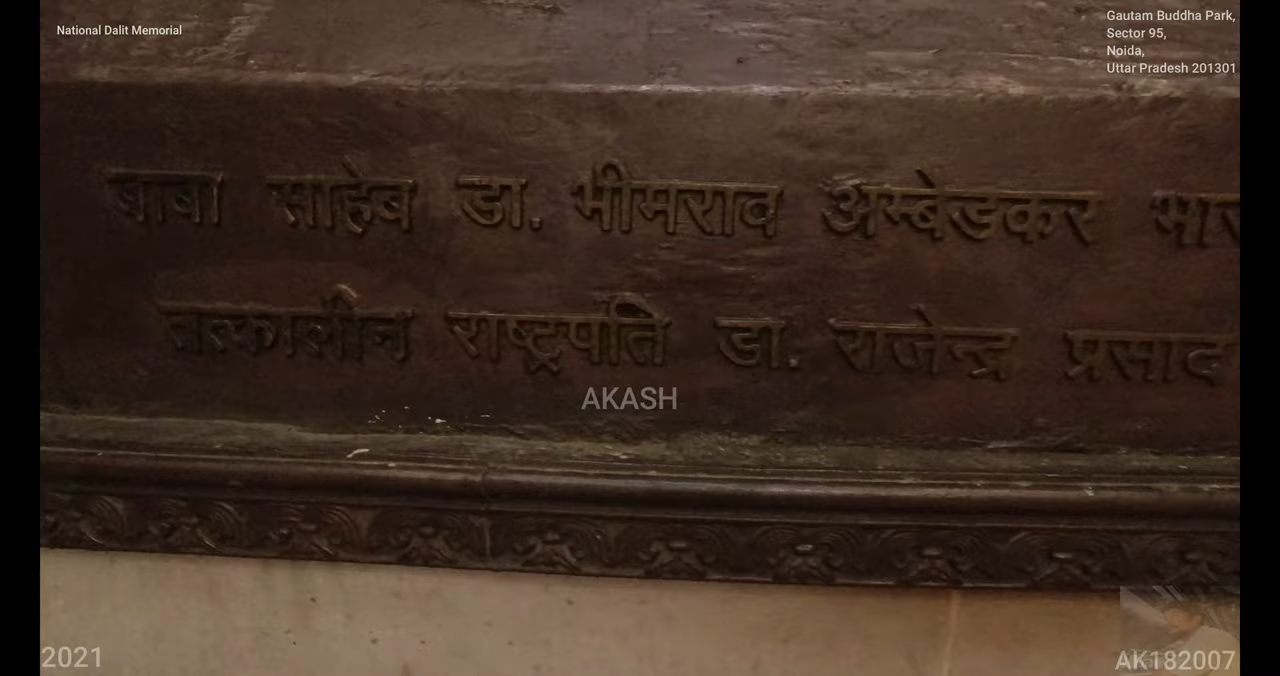 National Dalit Memorial
Gautam Buddha Park,
Sector 95,
Noida,
Uttar Pradesh 201301
बाबा साहेब डा. भीमराव अम्बेडकर
तत्कालीन राष्ट्रपति डा. राजेन्द्र प्रसाद
AKASH
2021
AK182007